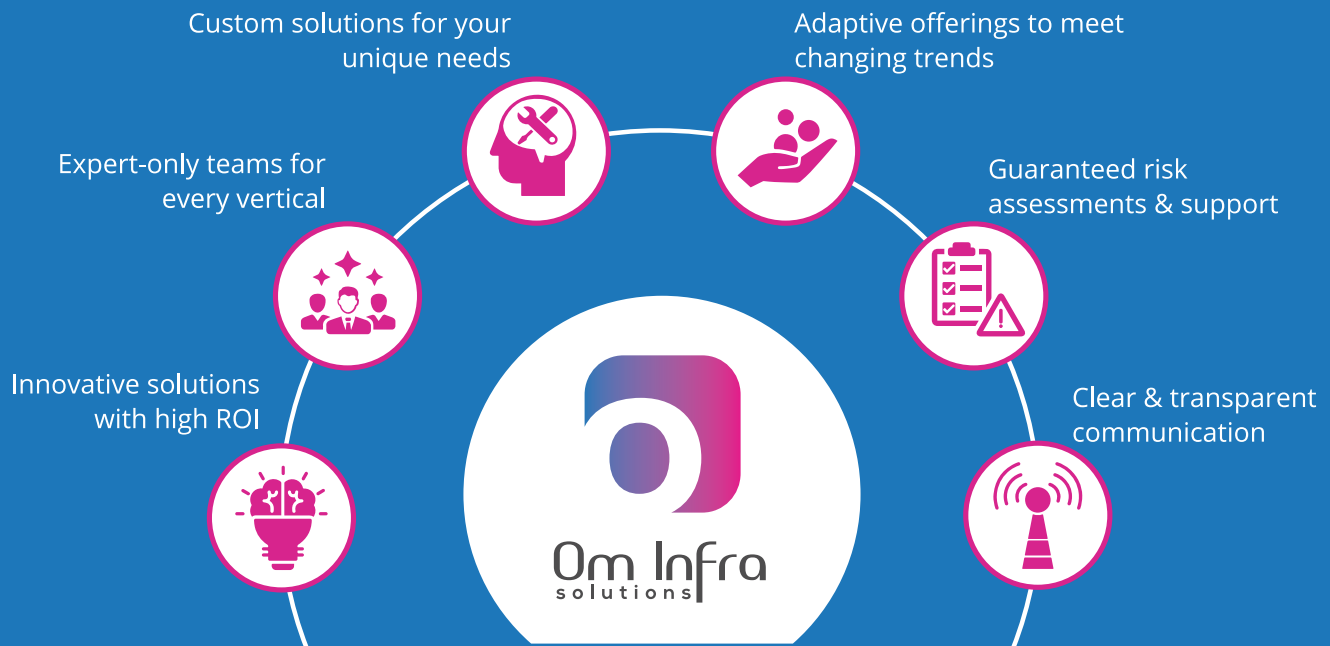 Custom solutions for your
unique needs
Adaptive offerings to meet
changing trends
Expert-only teams for
every vertical
Guaranteed risk
assessments & support
Innovative solutions
with high ROI
Clear & transparent
communication
Om Infra
solutions